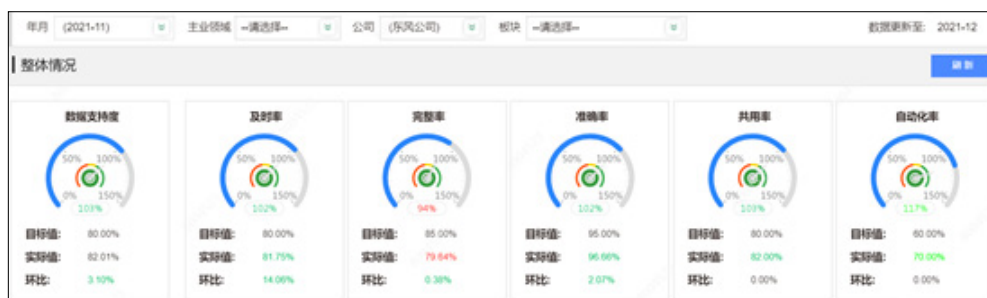 年月 (2021-11) 主业领域 --请选择-- 公司 (东风公司) 板块 --请选择-- 数据更新至: 2021-12
整体情况 刷新
数据支持度 及时率 完整率 准确率 共用率 自动化率
50% 100% 50% 100% 50% 100% 50% 100% 50% 100% 50% 100%
0% 150% 0% 150% 0% 150% 0% 150% 0% 150% 0% 150%
103% 102% 94% 102% 103% 117%
目标值: 80.00% 目标值: 80.00% 目标值: 85.00% 目标值: 95.00% 目标值: 80.00% 目标值: 60.00%
实际值: 82.01% 实际值: 81.75% 实际值: 79.64% 实际值: 96.66% 实际值: 82.00% 实际值: 70.00%
环比: 3.10% 环比: 14.06% 环比: 0.38% 环比: 2.07% 环比: 0.00% 环比: 0.00%